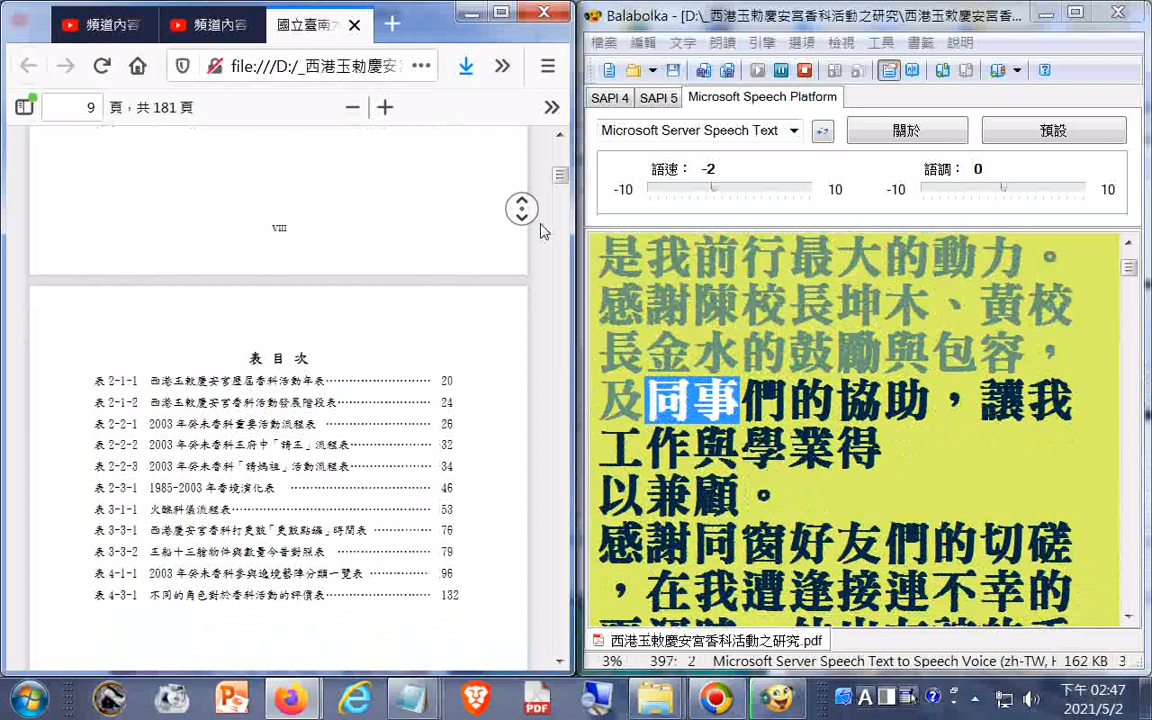 頻道內容
頻道內容
國立臺南大
file:///D:/_西港玉勅慶安宮
9 頁，共 181 頁
VIII
表 目 次
表 2-1-1 西港玉敕慶安宮歷屆香科活動年表 20
表 2-1-2 西港玉敕慶安宮香科活動發展階段表 24
表 2-2-1 2003 年癸未香科重要活動流程表 26
表 2-2-2 2003 年癸未香科王府中「請王」流程表 32
表 2-2-3 2003 年癸未香科「請媽祖」活動流程表 34
表 2-3-1 1985-2003 年香境演化表 46
表 3-1-1 火醮科儀流程表 53
表 3-3-1 西港慶安宮香科打更鼓「更鼓點編」時間表 76
表 3-3-2 王船十三艙物件與數量今昔對照表 79
表 4-1-1 2003 年癸未香科參與遶境藝陣分類一覽表 96
表 4-3-1 不同的角色對於香科活動的評價表 132
Balabolka - [D:\_西港玉勅慶安宮香科活動之研究\西港玉敕慶安宮香...
檔案 編輯 文字 朗讀 引擎 選項 檢視 工具 書籤 說明
SAPI 4 SAPI 5 Microsoft Speech Platform
Microsoft Server Speech Text 關於 預設
語速： -2 語調： 0
-10 10 -10 10
是我前行最大的動力。
感謝陳校長坤木、黃校
長金水的鼓勵與包容，
及同事們的協助，讓我
工作與學業得
以兼顧。
感謝同窗好友們的切磋
，在我遭逢接連不幸的
西港玉敕慶安宮香科活動之研究.pdf
3% 397: 2 Microsoft Server Speech Text to Speech Voice (zh-TW, H 162 KB 3
下午 02:47
2021/5/2